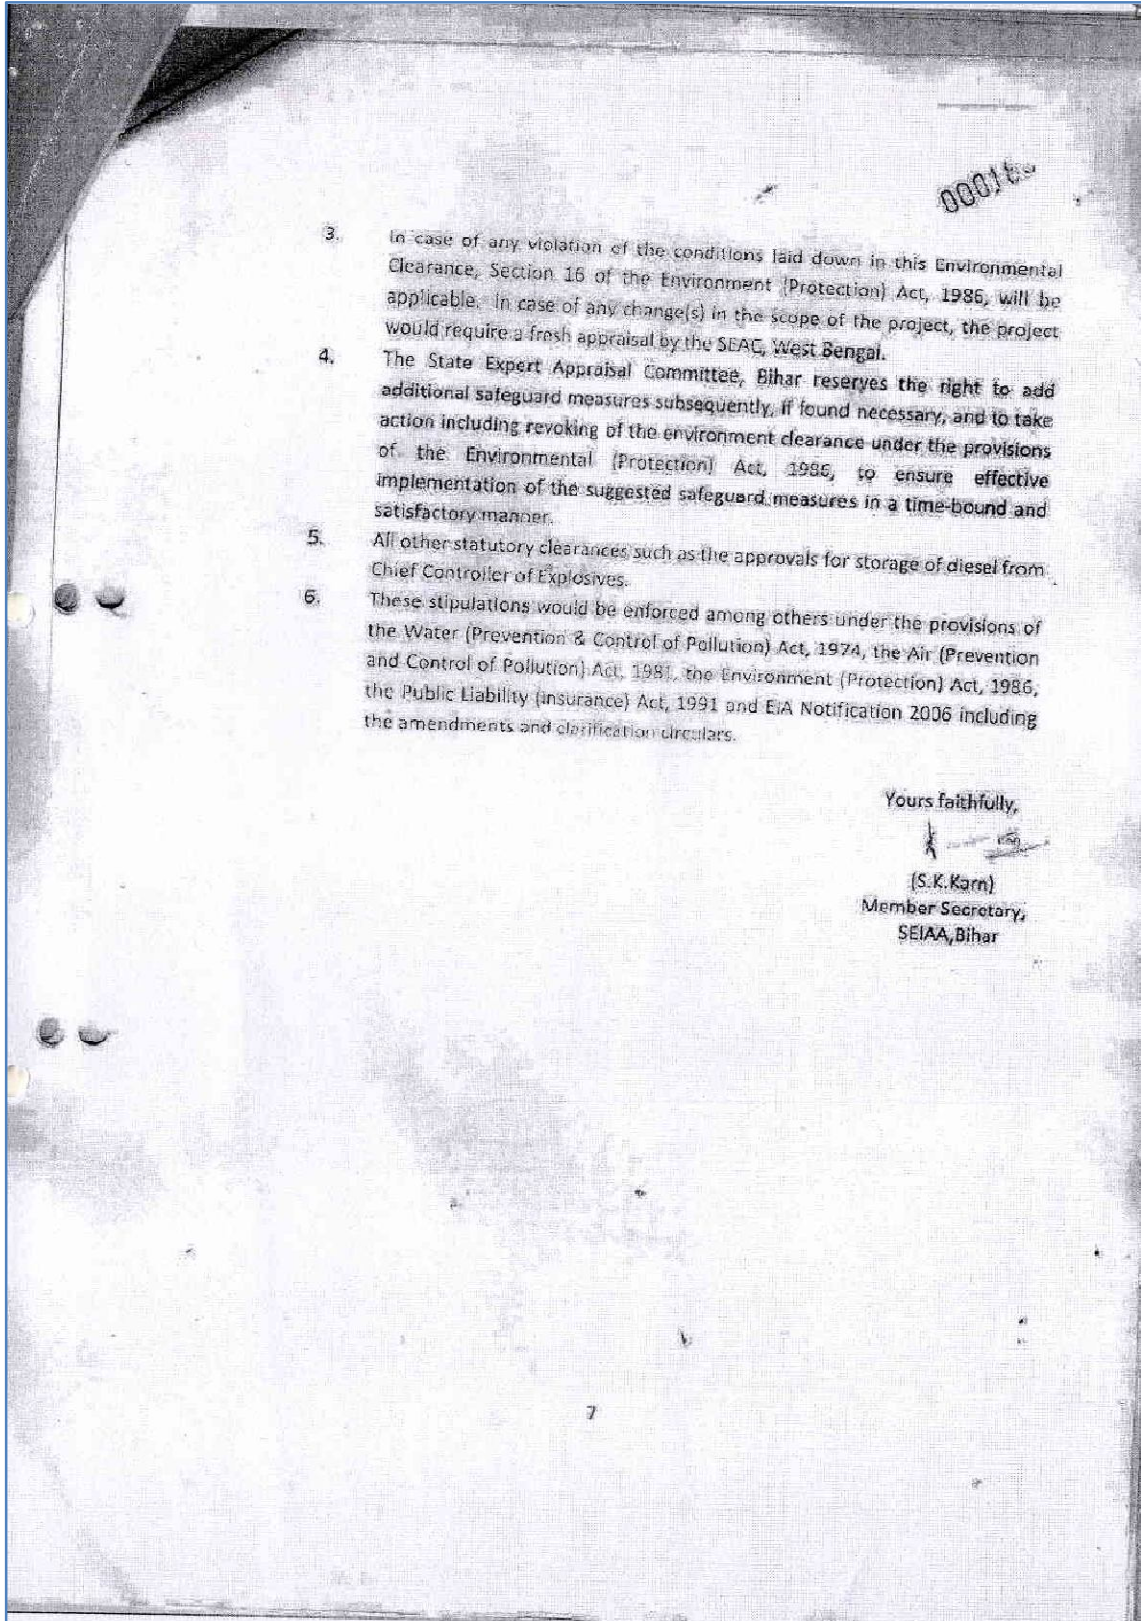 3. In case of any violation of the conditions laid down in this Environmental
Clearance, Section 16 of the Environment (Protection) Act, 1986, will be
applicable. In case of any change(s) in the scope of the project, the project
would require a fresh appraisal by the SEAC, West Bengal.
4. The State Expert Appraisal Committee, Bihar reserves the right to add
additional safeguard measures subsequently, if found necessary, and to take
action including revoking of the environment clearance under the provisions
of the Environmental (Protection) Act, 1986, to ensure effective
implementation of the suggested safeguard measures in a time-bound and
satisfactory manner.
5. All other statutory clearances such as the approvals for storage of diesel from
Chief Controller of Explosives.
6. These stipulations would be enforced among others under the provisions of
the Water (Prevention & Control of Pollution) Act, 1974, the Air (Prevention
and Control of Pollution) Act, 1981, the Environment (Protection) Act, 1986,
the Public Liability (Insurance) Act, 1991 and EIA Notification 2006 including
the amendments and clarification circulars.
Yours faithfully,
(S.K.Karn)
Member Secretary,
SEIAA,Bihar
7